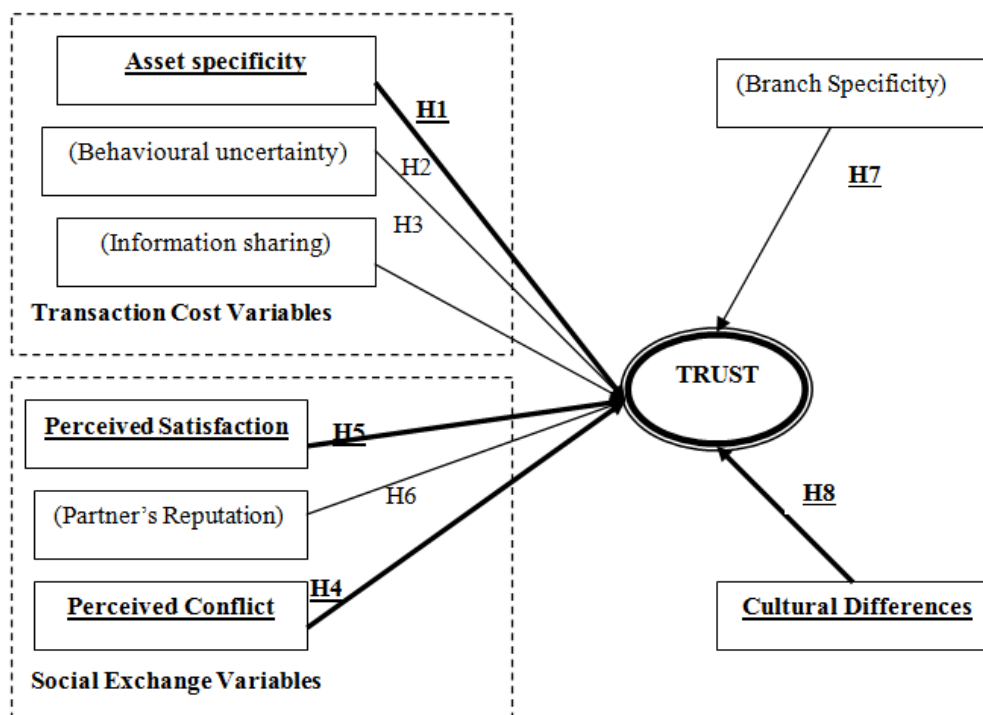 Asset specificity
H1
(Behavioural uncertainty)
H2
(Information sharing)
H3
Transaction Cost Variables
(Branch Specificity)
H7
TRUST
Perceived Satisfaction
H5
(Partner’s Reputation)
H6
Perceived Conflict
H4
Social Exchange Variables
H8
Cultural Differences